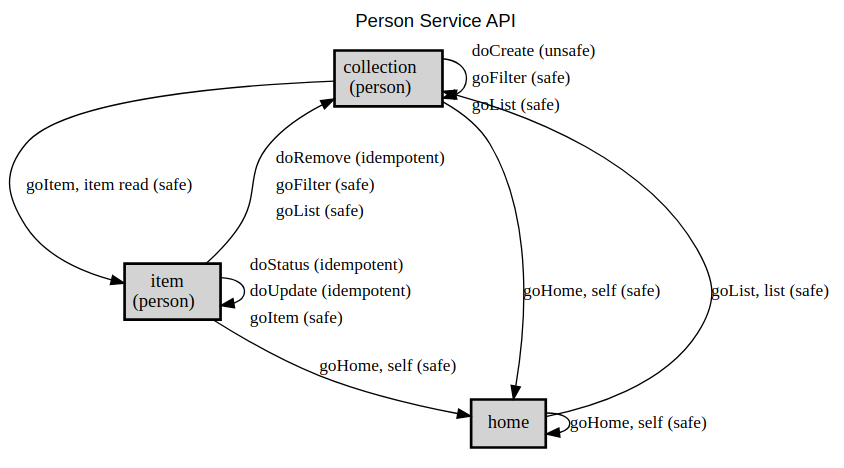 Person Service API
collection
(person)
doCreate (unsafe)
goFilter (safe)
goList (safe)
goItem, item read (safe)
doRemove (idempotent)
goFilter (safe)
goList (safe)
item
(person)
doStatus (idempotent)
doUpdate (idempotent)
goItem (safe)
goHome, self (safe)
goList, list (safe)
goHome, self (safe)
home
goHome, self (safe)